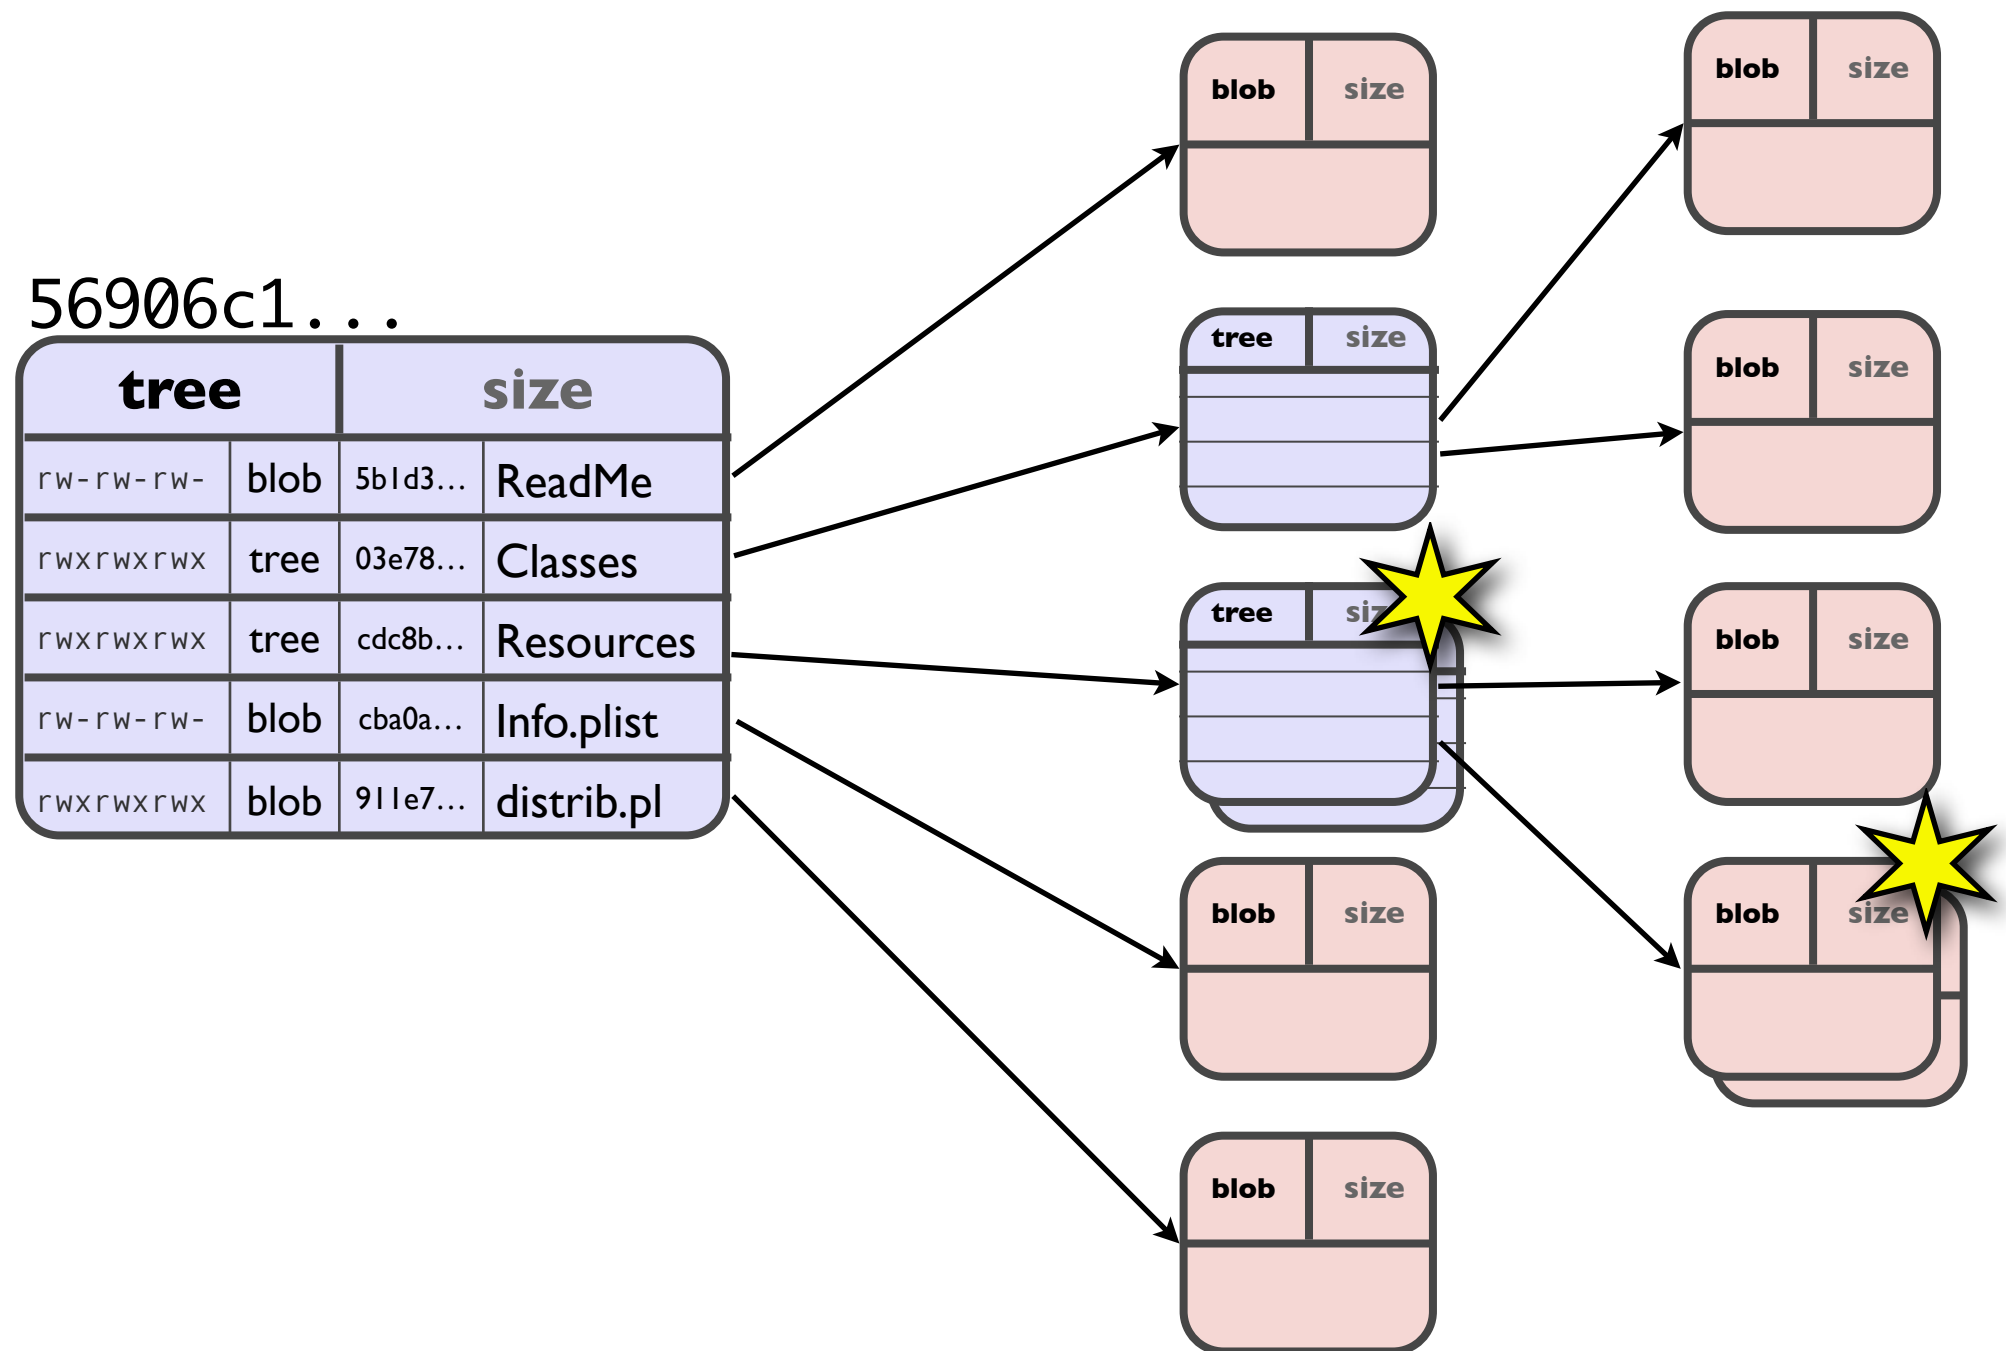 56906c1...
tree size
rw-rw-rw- blob 5b1d3... ReadMe
rwxrwxrwx tree 03e78... Classes
rwxrwxrwx tree cdc8b... Resources
rw-rw-rw- blob cba0a... Info.plist
rwxrwxrwx blob 911e7... distrib.pl
blob size
tree size
tree siz
blob size
blob size
blob size
blob size
blob size
blob size